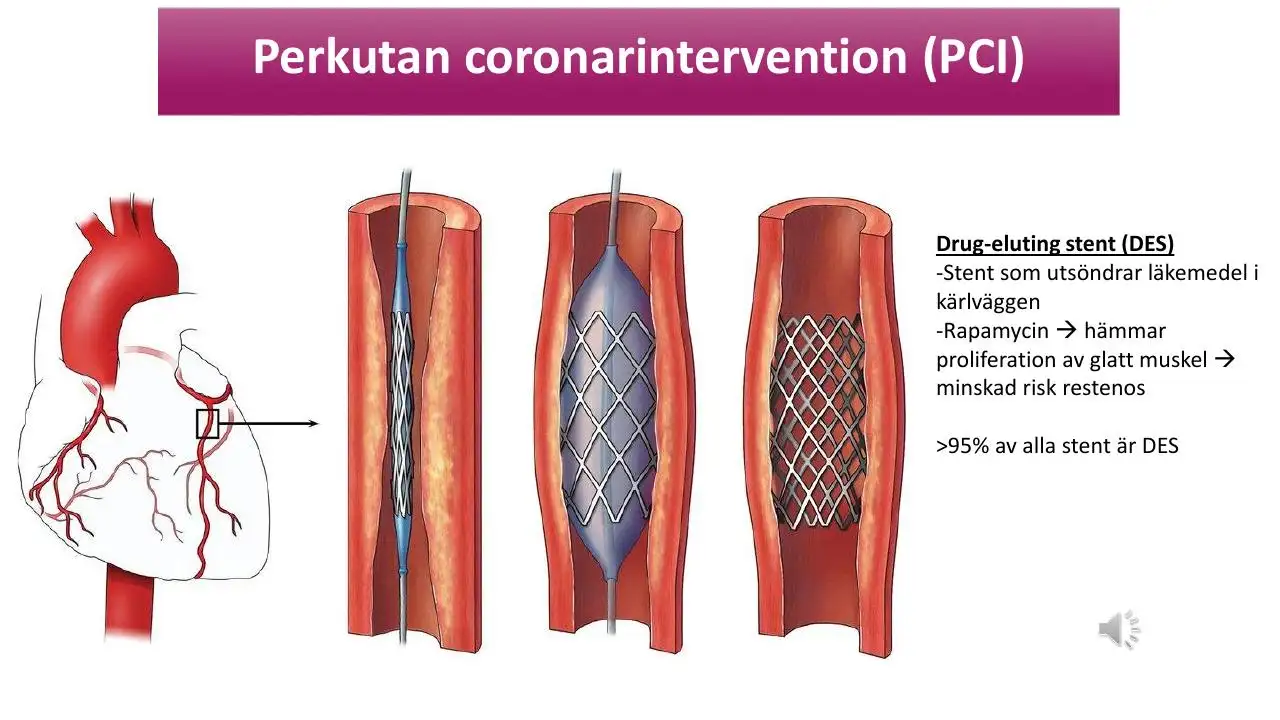 Perkutan coronarintervention (PCI)
Drug-eluting stent (DES)
-Stent som utsöndrar läkemedel i
kärlväggen
-Rapamycin → hämmar
proliferation av glatt muskel →
minskad risk restenos
>95% av alla stent är DES